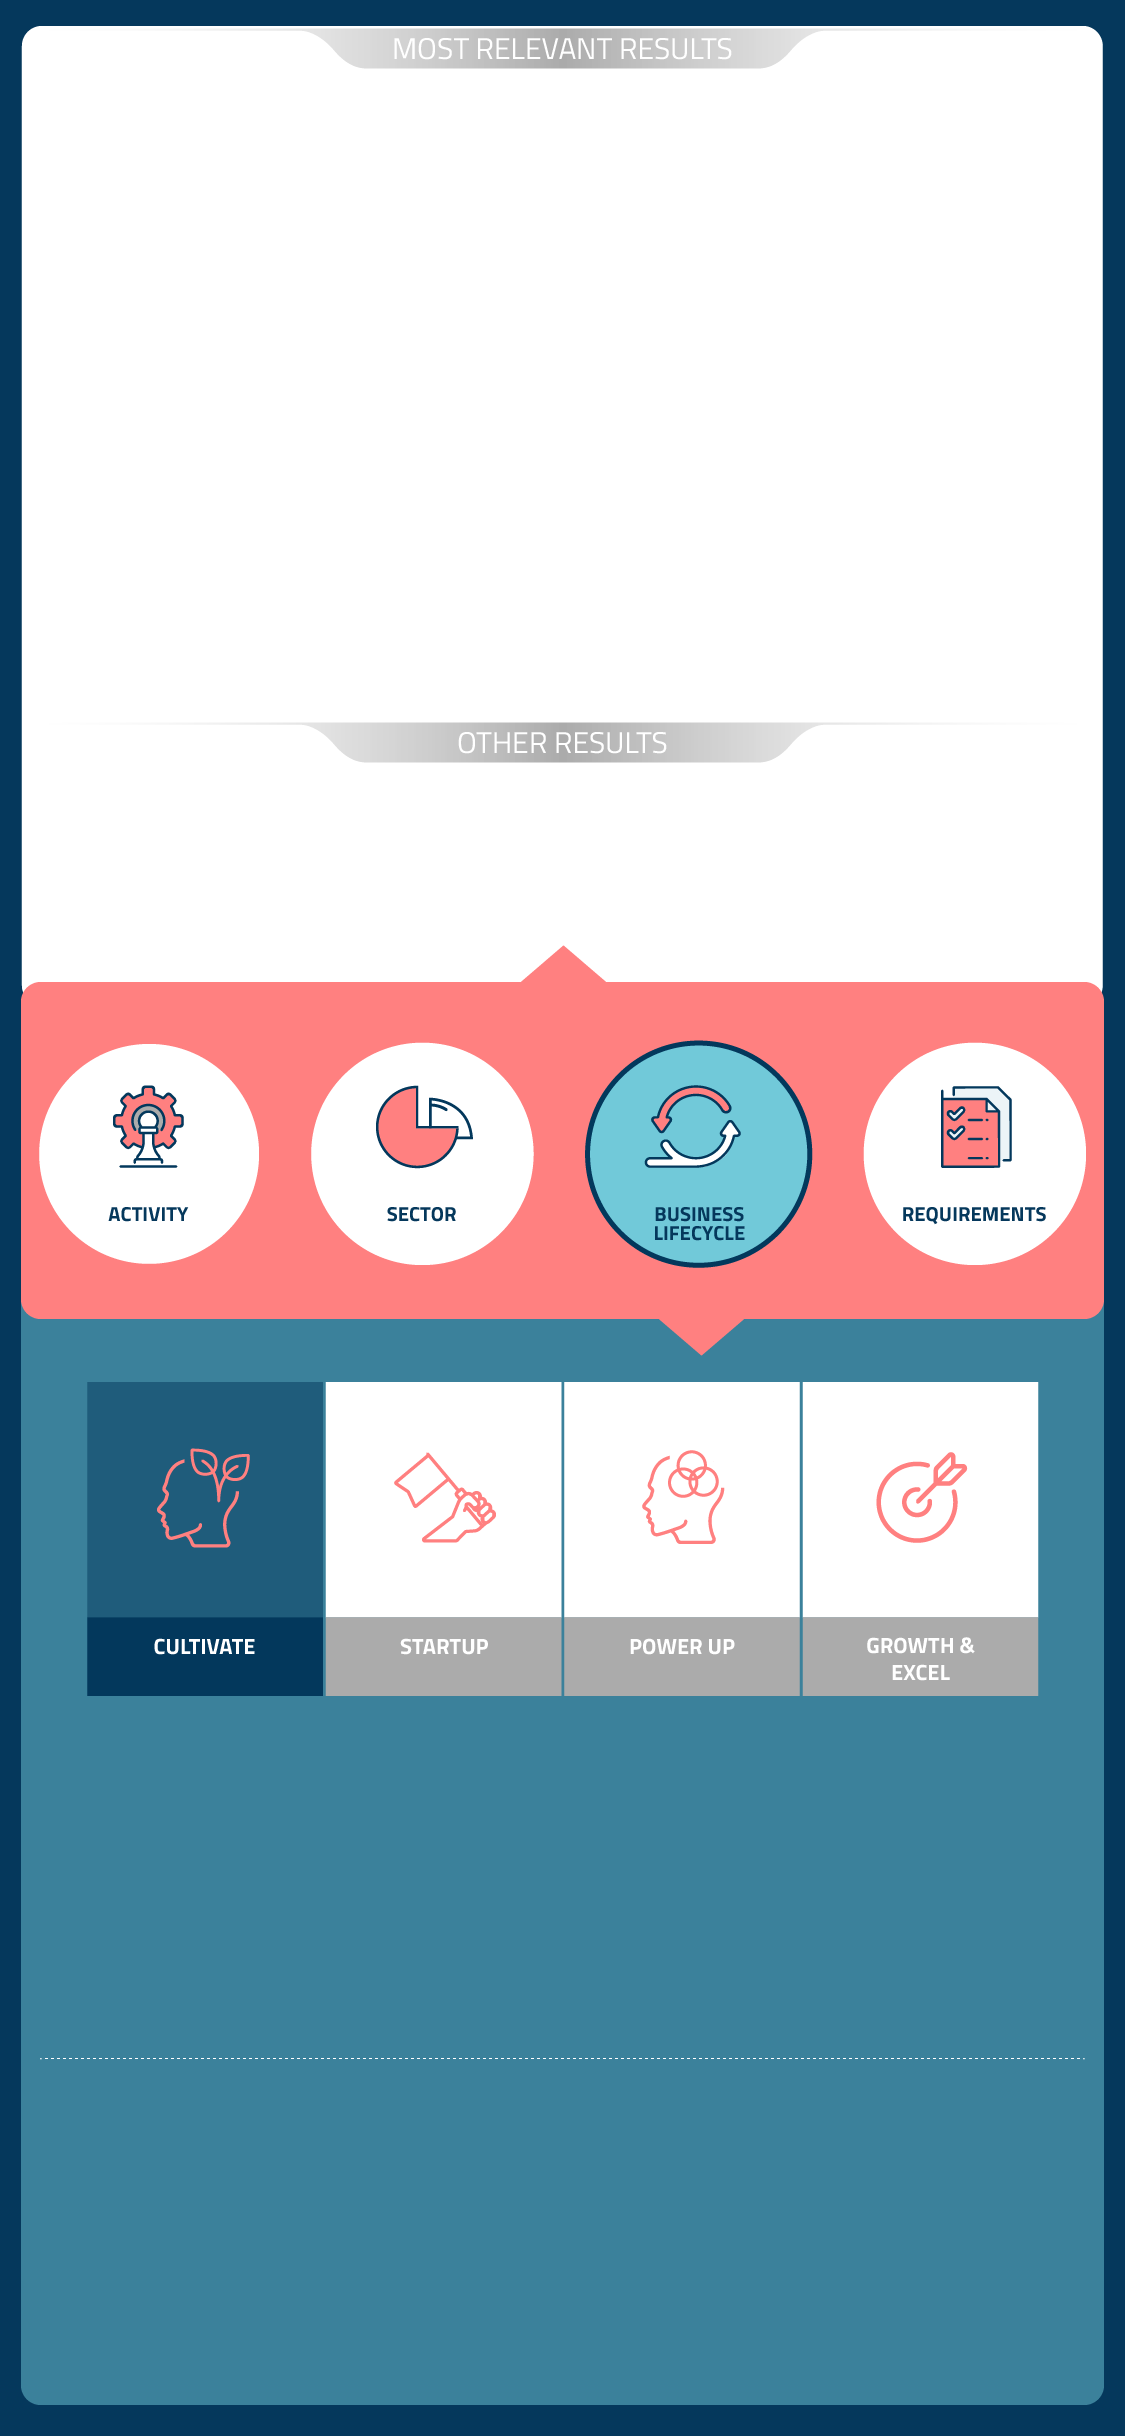 MOST RELEVANT RESULTS
OTHER RESULTS
ACTIVITY
SECTOR
BUSINESS
LIFECYCLE
REQUIREMENTS
CULTIVATE
STARTUP
POWER UP
GROWTH &
EXCEL